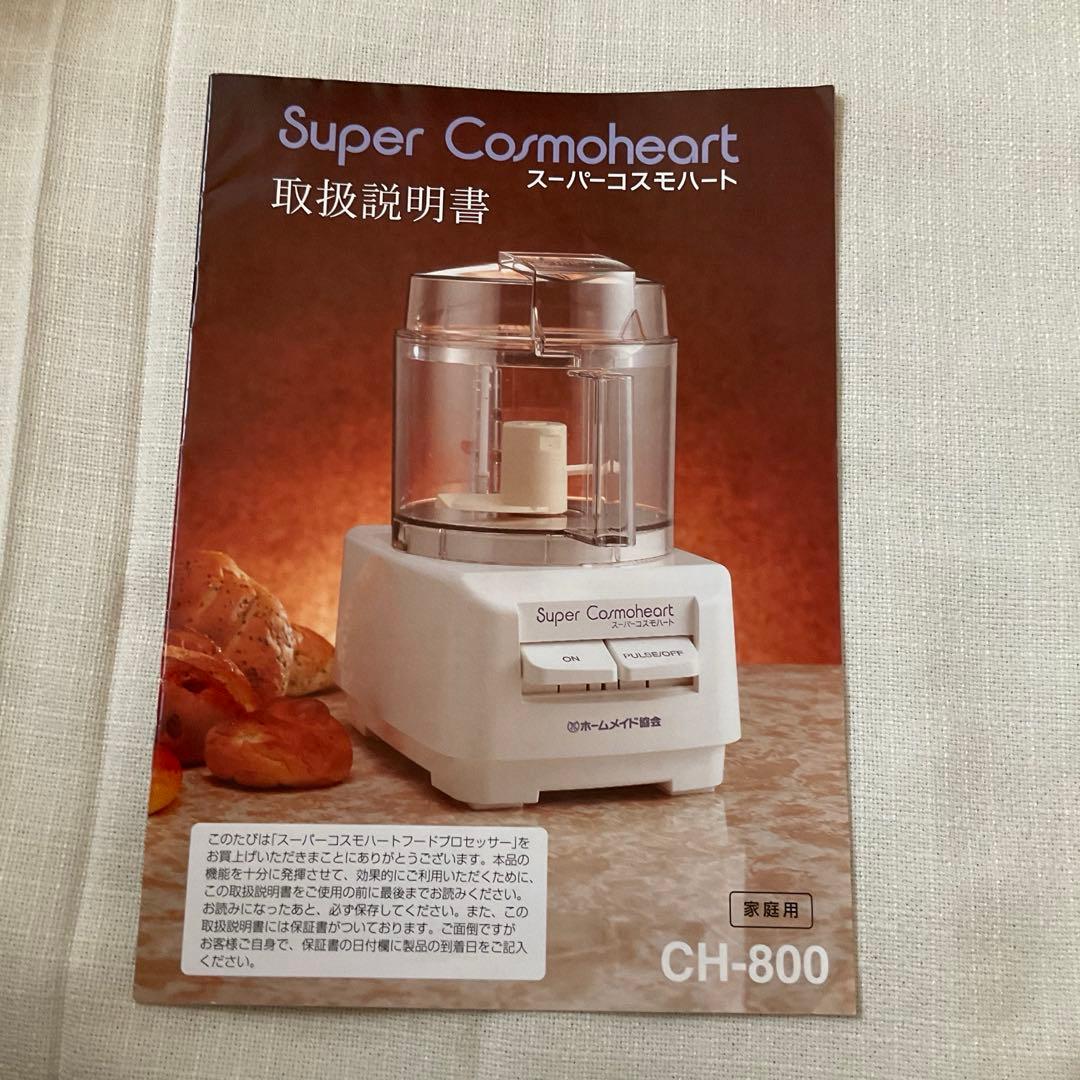 Super Cosmoheart
スーパーコスモハート
取扱説明書
Super Cosmoheart
スーパーコスモハート
ON
PULSE/OFF
ホームメイド協会
このたびは「スーパーコスモハートフードプロセッサー」を
お買上げいただきまことにありがとうございます。本品の
機能を十分に発揮させて、効果的にご利用いただくために、
この取扱説明書をご使用の前に最後までお読みください。
お読みになったあと、必ず保存してください。また、この
取扱説明書には保証書がついております。ご面倒ですが
お客様ご自身で、保証書の日付欄に製品の到着日をご記入
ください。
家庭用
CH-800